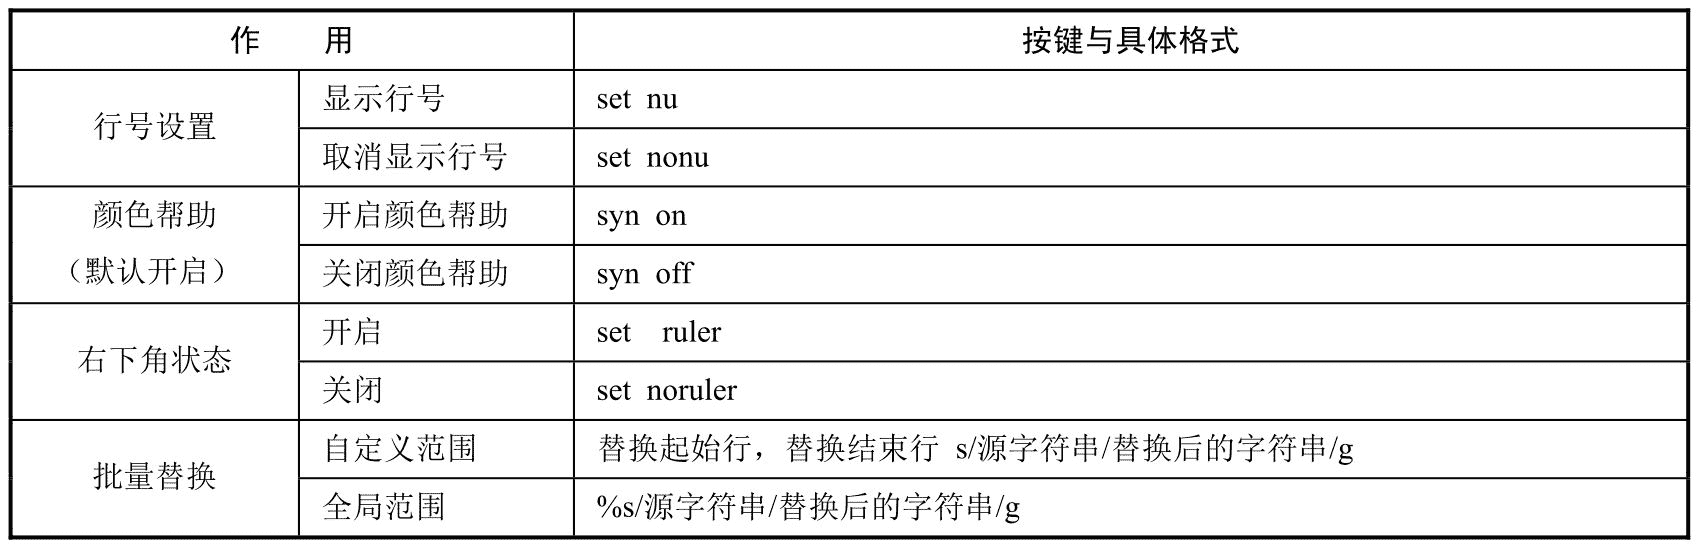 作 用 按键与具体格式
行号设置 显示行号 set nu
取消显示行号 set nonu
颜色帮助 开启颜色帮助 syn on
（默认开启） 关闭颜色帮助 syn off
右下角状态 开启 set ruler
关闭 set noruler
批量替换 自定义范围 替换起始行，替换结束行 s/源字符串/替换后的字符串/g
全局范围 %s/源字符串/替换后的字符串/g